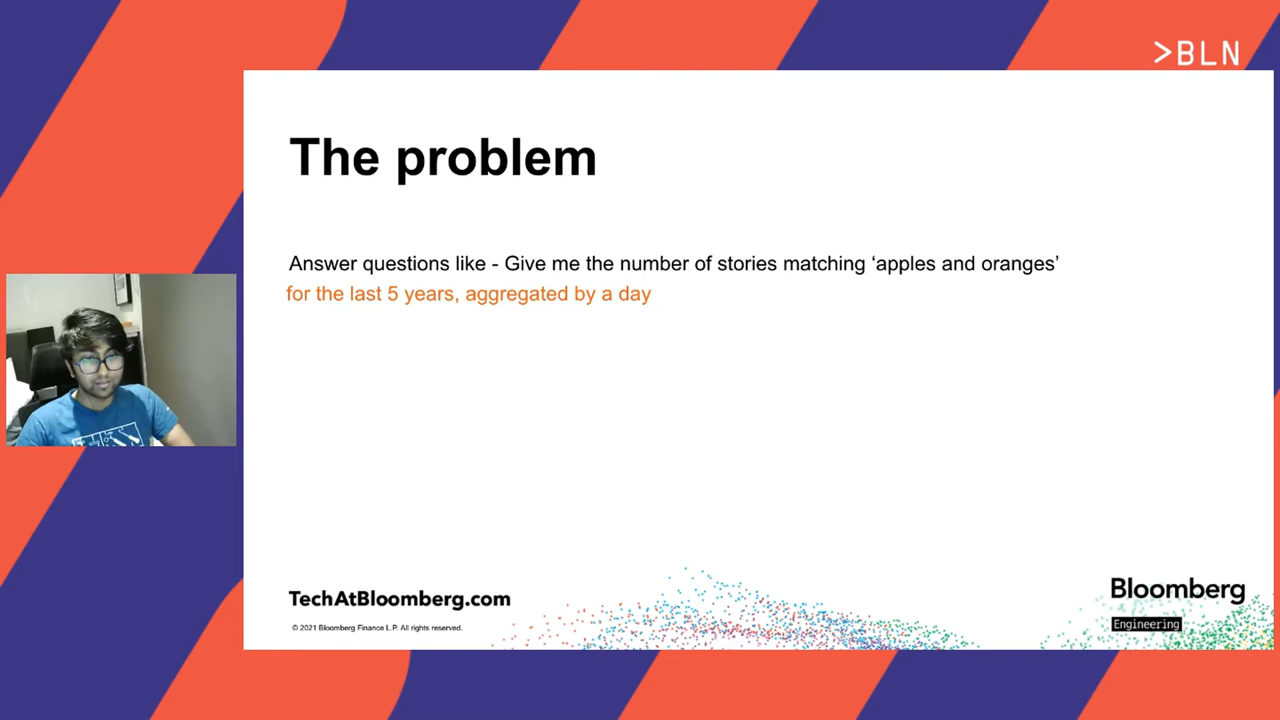 >BLN
The problem
Answer questions like - Give me the number of stories matching ‘apples and oranges’
for the last 5 years, aggregated by a day
TechAtBloomberg.com
© 2021 Bloomberg Finance L.P. All rights reserved.
Bloomberg
Engineering